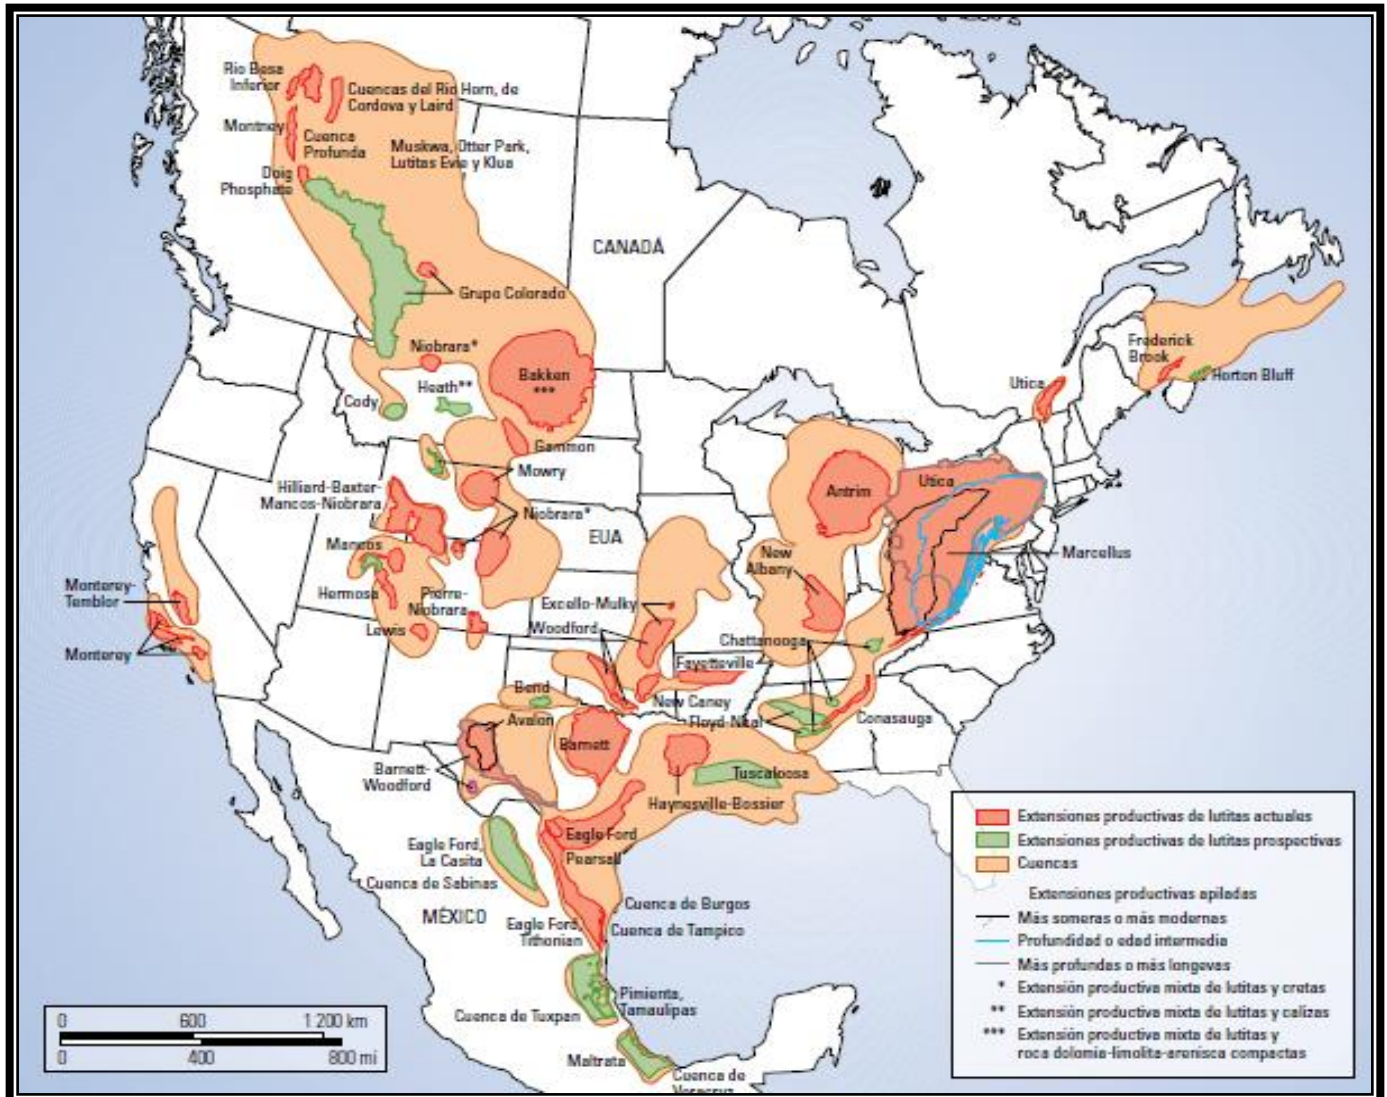 Rio Besa
Inferior
Cuencas del Rio Horn, de
Cordova y Laird
Montney
Cuenca
Profunda
Muskwa, Otter Park,
Lutitas Evie y Klua
Doig
Phosphate
CANADÁ
Grupo Colorado
Niobrara*
Bakken
***
Heath**
Cody
Gammon
Mowry
Frederick
Brook
Horton Bluff
Utica
Hilliard-Baxter-
Mancos-Niobrara
Niobrara*
EUA
Antrim
Utica
Marcellus
Mancos
New
Albany
Monterey-
Temblor
Hermosa
Pierre-
Niobrara
Excello-Mulky
Woodford
Chattanooga
Monterey
Lewis
Fayetteville
Bend
New Caney
Avalon
Floyd-Neal
Conasauga
Barnett
Barnett-
Woodford
Tuscaloosa
Haynesville-Bossier
Eagle Ford
Pearsall
Eagle Ford,
La Casita
Cuenca de Sabinas
MÉXICO
Cuenca de Burgos
Eagle Ford,
Tithonian
Cuenca de Tampico
Pimienta,
Tamaulipas
Cuenca de Tuxpan
Maltrata
Cuenca de
Veracruz
Extensiones productivas de lutitas actuales
Extensiones productivas de lutitas prospectivas
Cuencas
Extensiones productivas apiladas
Más someras o más modernas
Profundidad o edad intermedia
Más profundas o más longevas
* Extensión productiva mixta de lutitas y cretas
** Extensión productiva mixta de lutitas y calizas
*** Extensión productiva mixta de lutitas y
roca dolomia-limolita-arenisca compactas
0 600 1 200 km
0 400 800 mi